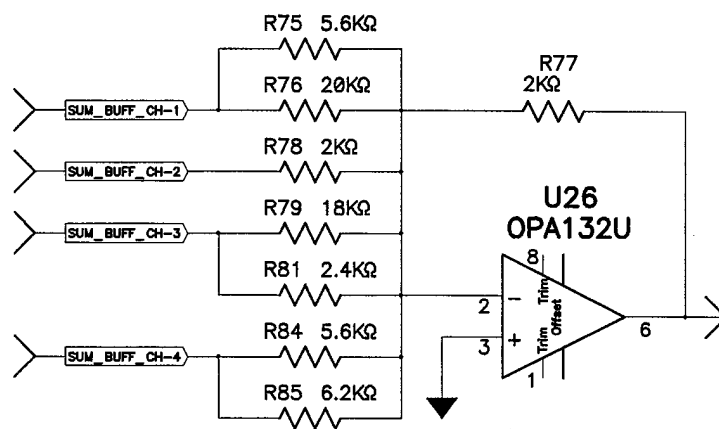 R75 5.6KΩ
R77
2KΩ
SUM_BUFF_CH-1
R76 20KΩ
SUM_BUFF_CH-2
R78 2KΩ
U26
OPA132U
SUM_BUFF_CH-3
R79 18KΩ
R81 2.4KΩ
8
Trim
2
-
Offset
6
3
+
Trim
1
SUM_BUFF_CH-4
R84 5.6KΩ
R85 6.2KΩ